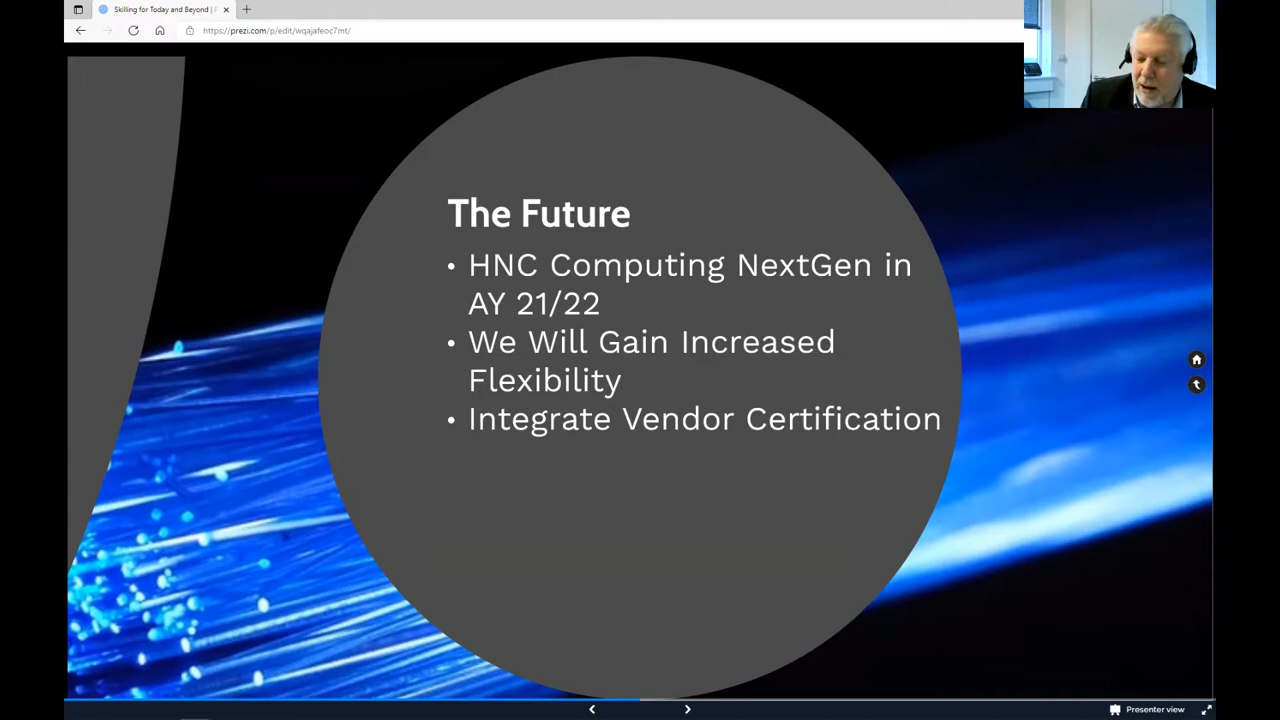 Skilling for Today and Beyond |
https://prezi.com/p/edit/wqajafeoc7mt/
The Future
• HNC Computing NextGen in
AY 21/22
• We Will Gain Increased
Flexibility
• Integrate Vendor Certification
Presenter view